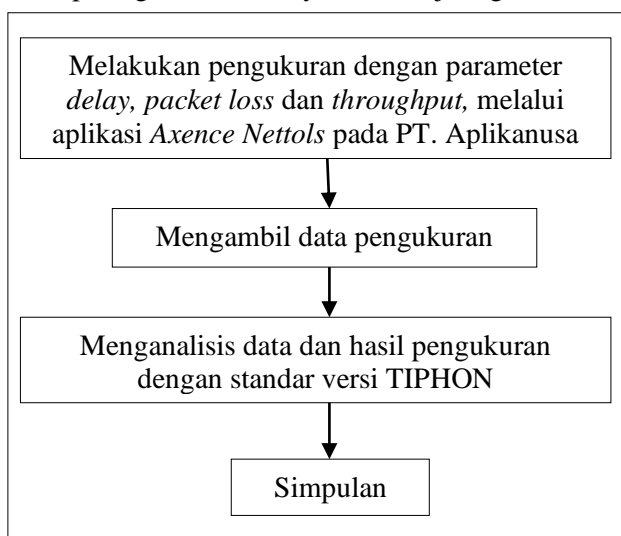 Melakukan pengukuran dengan parameter
delay, packet loss dan throughput, melalui
aplikasi Axence Nettols pada PT. Aplikanusa
Mengambil data pengukuran
Menganalisis data dan hasil pengukuran
dengan standar versi TIPHON
Simpulan